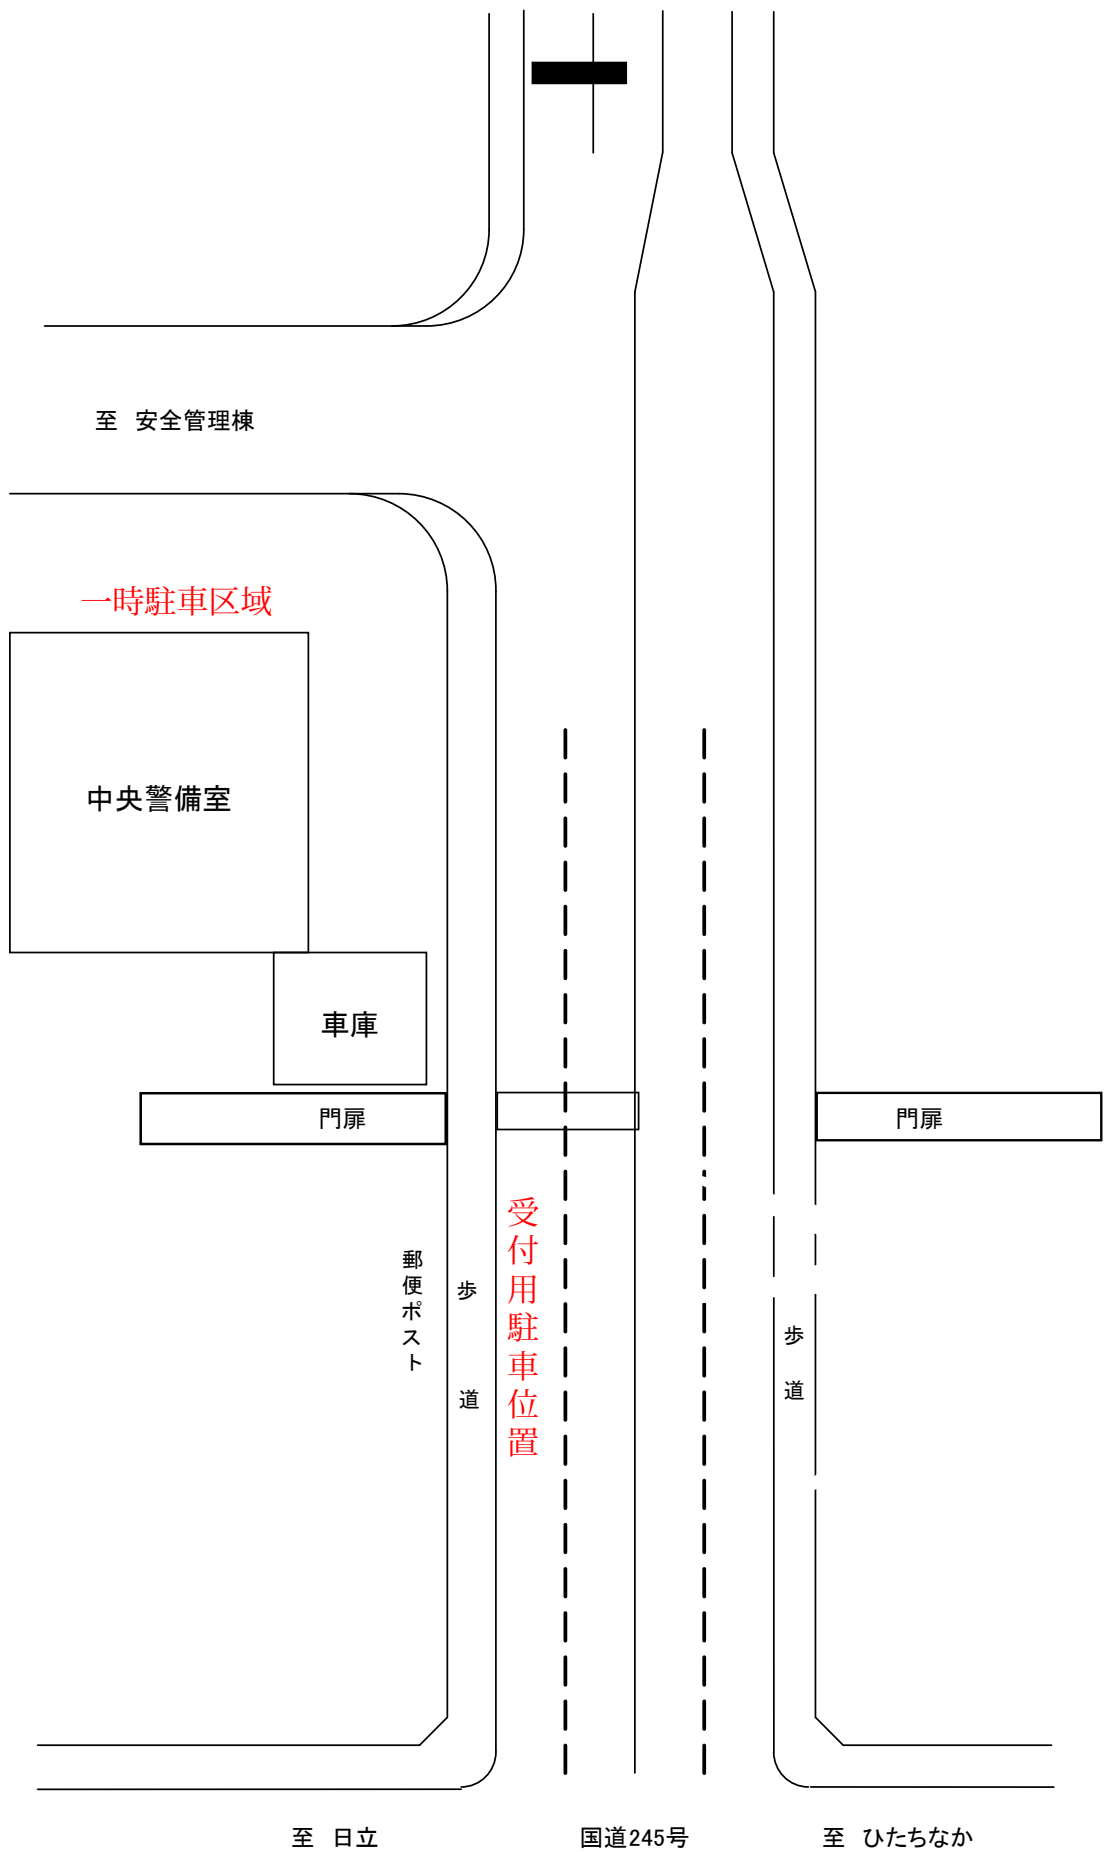 至 安全管理棟
一時駐車区域
中央警備室
車庫
門扉
門扉
郵便ポスト
歩道
受付用駐車位置
歩道
至 日立
国道245号
至 ひたちなか